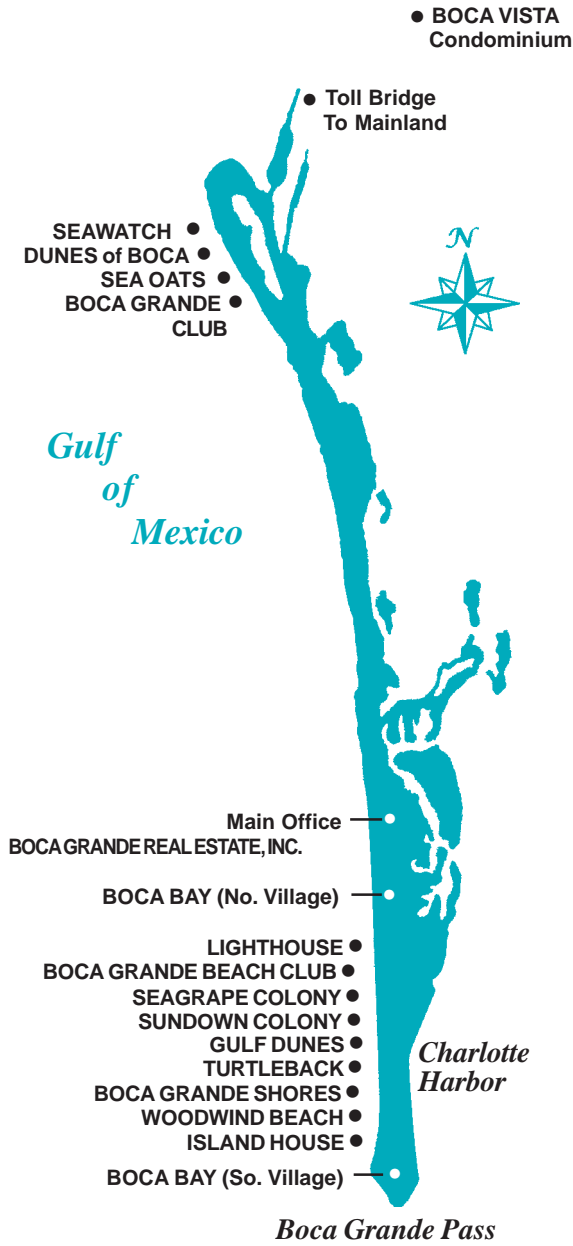 BOCA VISTA
Condominium
Toll Bridge
To Mainland
SEAWATCH
DUNES of BOCA
SEA OATS
BOCA GRANDE
CLUB
N
Gulf
of
Mexico
Main Office
BOCA GRANDE REAL ESTATE, INC.
BOCA BAY (No. Village)
LIGHTHOUSE
BOCA GRANDE BEACH CLUB
SEAGRAPE COLONY
SUNDOWN COLONY
GULF DUNES
TURTLEBACK
BOCA GRANDE SHORES
WOODWIND BEACH
ISLAND HOUSE
Charlotte
Harbor
BOCA BAY (So. Village)
Boca Grande Pass